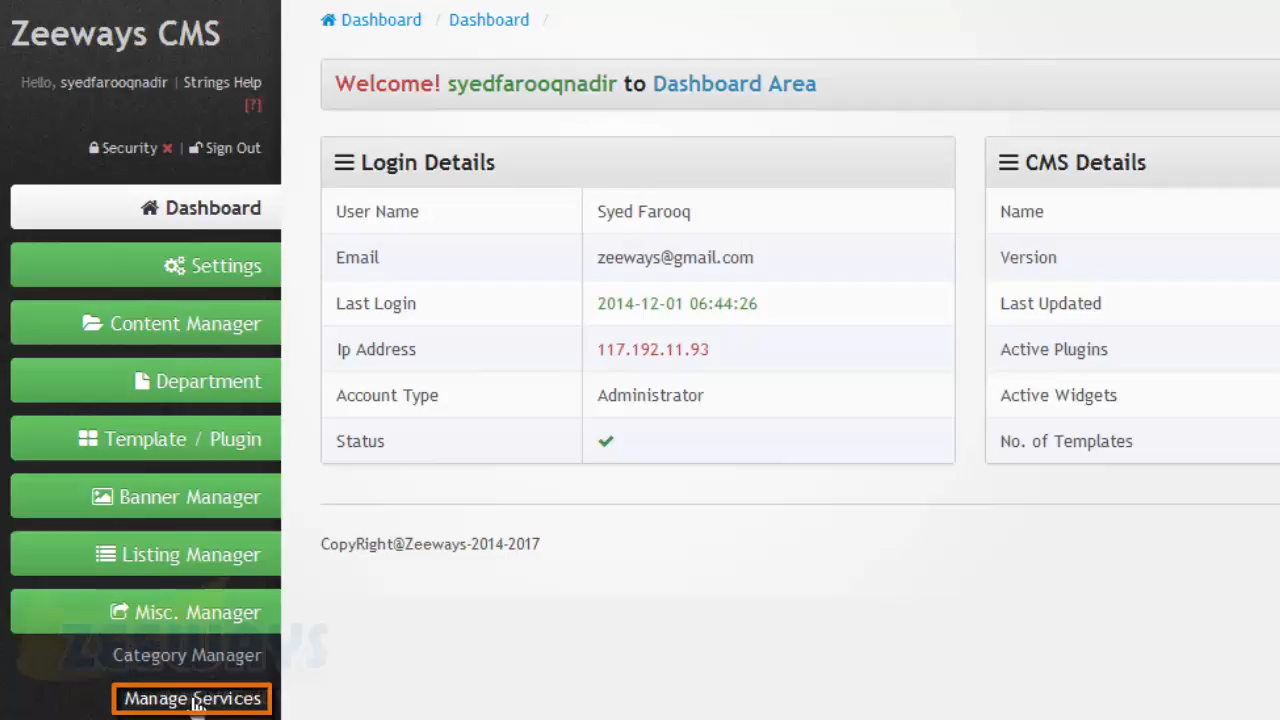 Zeeways CMS
Hello, syedfarooqnadir | Strings Help
[?]
Security | Sign Out
Dashboard
Settings
Content Manager
Department
Template / Plugin
Banner Manager
Listing Manager
Misc. Manager
Category Manager
Manage Services
Dashboard / Dashboard /
Welcome! syedfarooqnadir to Dashboard Area
Login Details
User Name Syed Farooq
Email zeeways@gmail.com
Last Login 2014-12-01 06:44:26
Ip Address 117.192.11.93
Account Type Administrator
Status
CMS Details
Name
Version
Last Updated
Active Plugins
Active Widgets
No. of Templates
CopyRight@Zeeways-2014-2017
ZEEWAYS